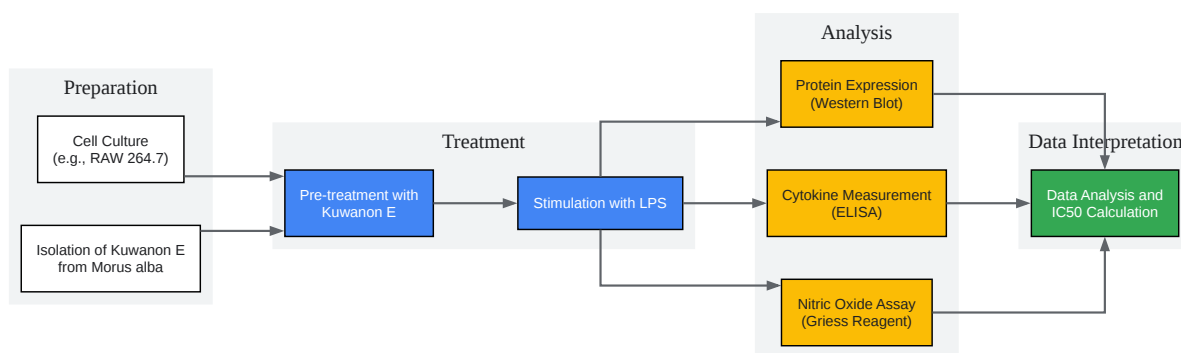 Preparation
Cell Culture
(e.g., RAW 264.7)
Isolation of Kuwanon E
from Morus alba
Treatment
Pre-treatment with
Kuwanon E
Stimulation with LPS
Analysis
Protein Expression
(Western Blot)
Cytokine Measurement
(ELISA)
Nitric Oxide Assay
(Griess Reagent)
Data Interpretation
Data Analysis and
IC50 Calculation